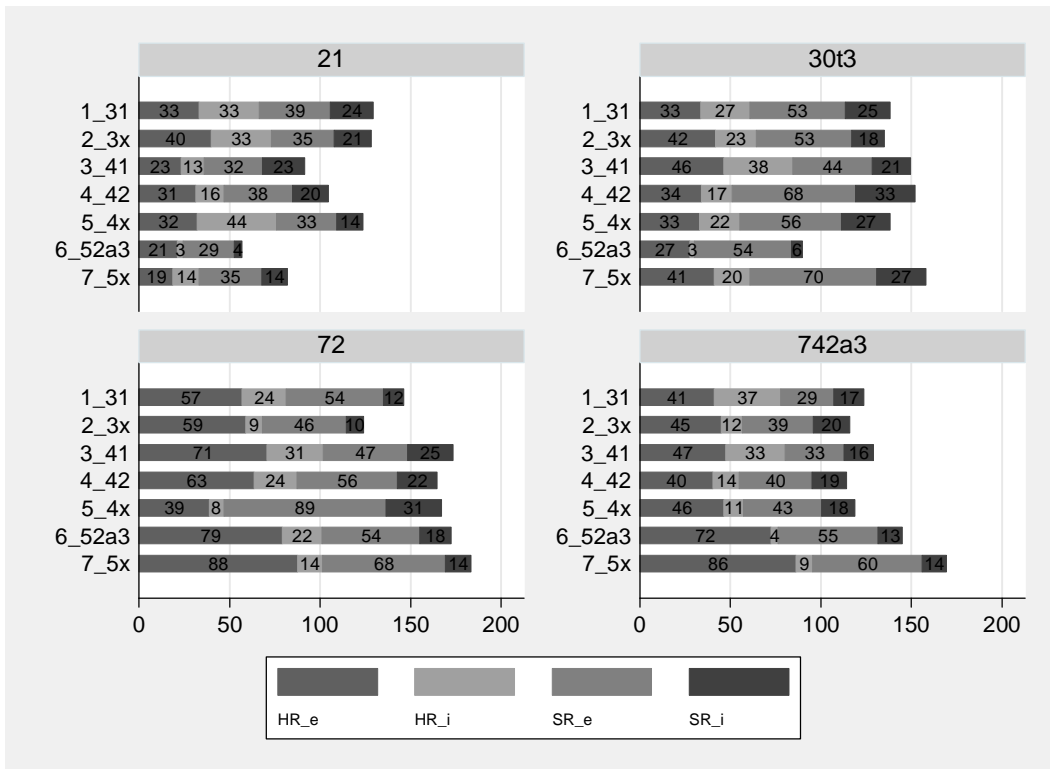 21
1_31 33 33 39 24
2_3x 40 33 35 21
3_41 23 13 32 23
4_42 31 16 38 20
5_4x 32 44 33 14
6_52a3 21 3 29 4
7_5x 19 14 35 14
30t3
1_31 33 27 53 25
2_3x 42 23 53 18
3_41 46 38 44 21
4_42 34 17 68 33
5_4x 33 22 56 27
6_52a3 27 3 54 6
7_5x 41 20 70 27
72
1_31 57 24 54 12
2_3x 59 9 46 10
3_41 71 31 47 25
4_42 63 24 56 22
5_4x 39 8 89 31
6_52a3 79 22 54 18
7_5x 88 14 68 14
0 50 100 150 200
742a3
1_31 41 37 29 17
2_3x 45 12 39 20
3_41 47 33 33 16
4_42 40 14 40 19
5_4x 46 11 43 18
6_52a3 72 4 55 13
7_5x 86 9 60 14
0 50 100 150 200
HR_e HR_i SR_e SR_i